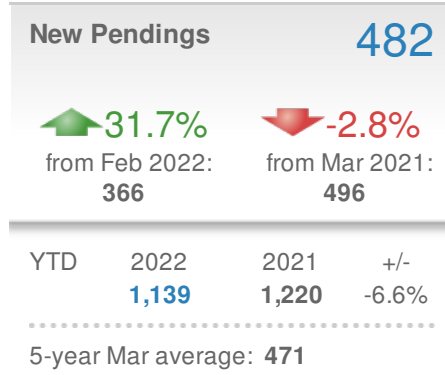 New Pendings 482
31.7% -2.8%
from Feb 2022: from Mar 2021:
366 496
YTD 2022 2021 +/-
1,139 1,220 -6.6%
5-year Mar average: 471